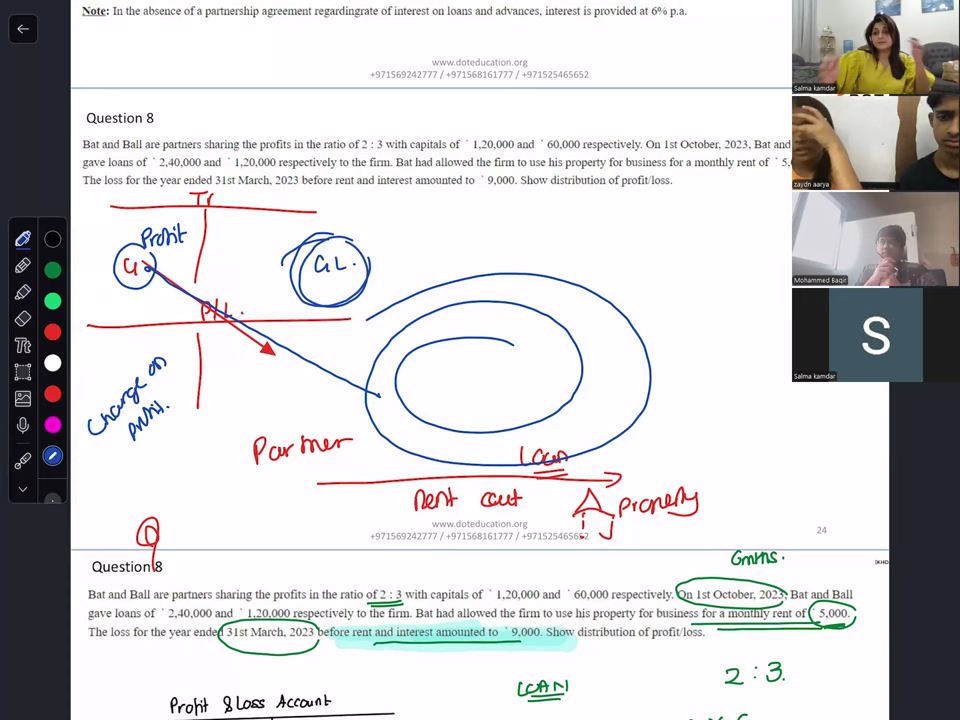 Note: In the absence of a partnership agreement regardingrate of interest on loans and advances, interest is provided at 6% p.a.
www.doteducation.org
+971569242777 / +971568161777 / +971525465652
Salma kamdar
Question 8
Bat and Ball are partners sharing the profits in the ratio of 2 : 3 with capitals of ` 1,20,000 and ` 60,000 respectively. On 1st October, 2023, Bat and
gave loans of ` 2,40,000 and ` 1,20,000 respectively to the firm. Bat had allowed the firm to use his property for business for a monthly rent of ` 5,
The loss for the year ended 31st March, 2023 before rent and interest amounted to ` 9,000. Show distribution of profit/loss.
zaydn aarya
Tr
Profit
G
GL.
Mohammed Baqir
P/L.
S
Charge on
profit.
Salma kamdar
Partner
Loan
Rent out
Property
www.doteducation.org
+971569242777 / +971568161777 / +971525465652
24
Q
6mths.
Question 8
Bat and Ball are partners sharing the profits in the ratio of 2 : 3 with capitals of ` 1,20,000 and ` 60,000 respectively. On 1st October, 2023, Bat and Ball
gave loans of ` 2,40,000 and ` 1,20,000 respectively to the firm. Bat had allowed the firm to use his property for business for a monthly rent of ` 5,000.
The loss for the year ended 31st March, 2023 before rent and interest amounted to ` 9,000. Show distribution of profit/loss.
2 : 3.
LOAN
Profit & Loss Account